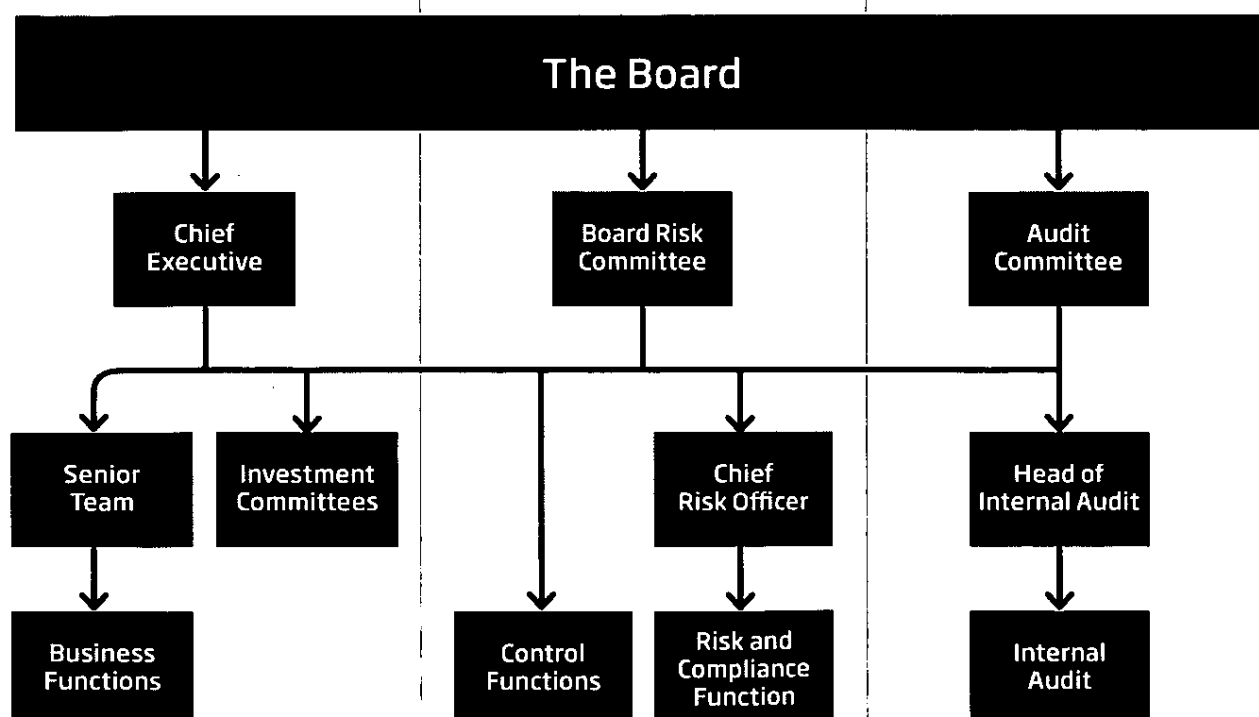 The Board
Chief
Executive
Board Risk
Committee
Audit
Committee
Senior
Team
Investment
Committees
Chief
Risk Officer
Head of
Internal Audit
Business
Functions
Control
Functions
Risk and
Compliance
Function
Internal
Audit